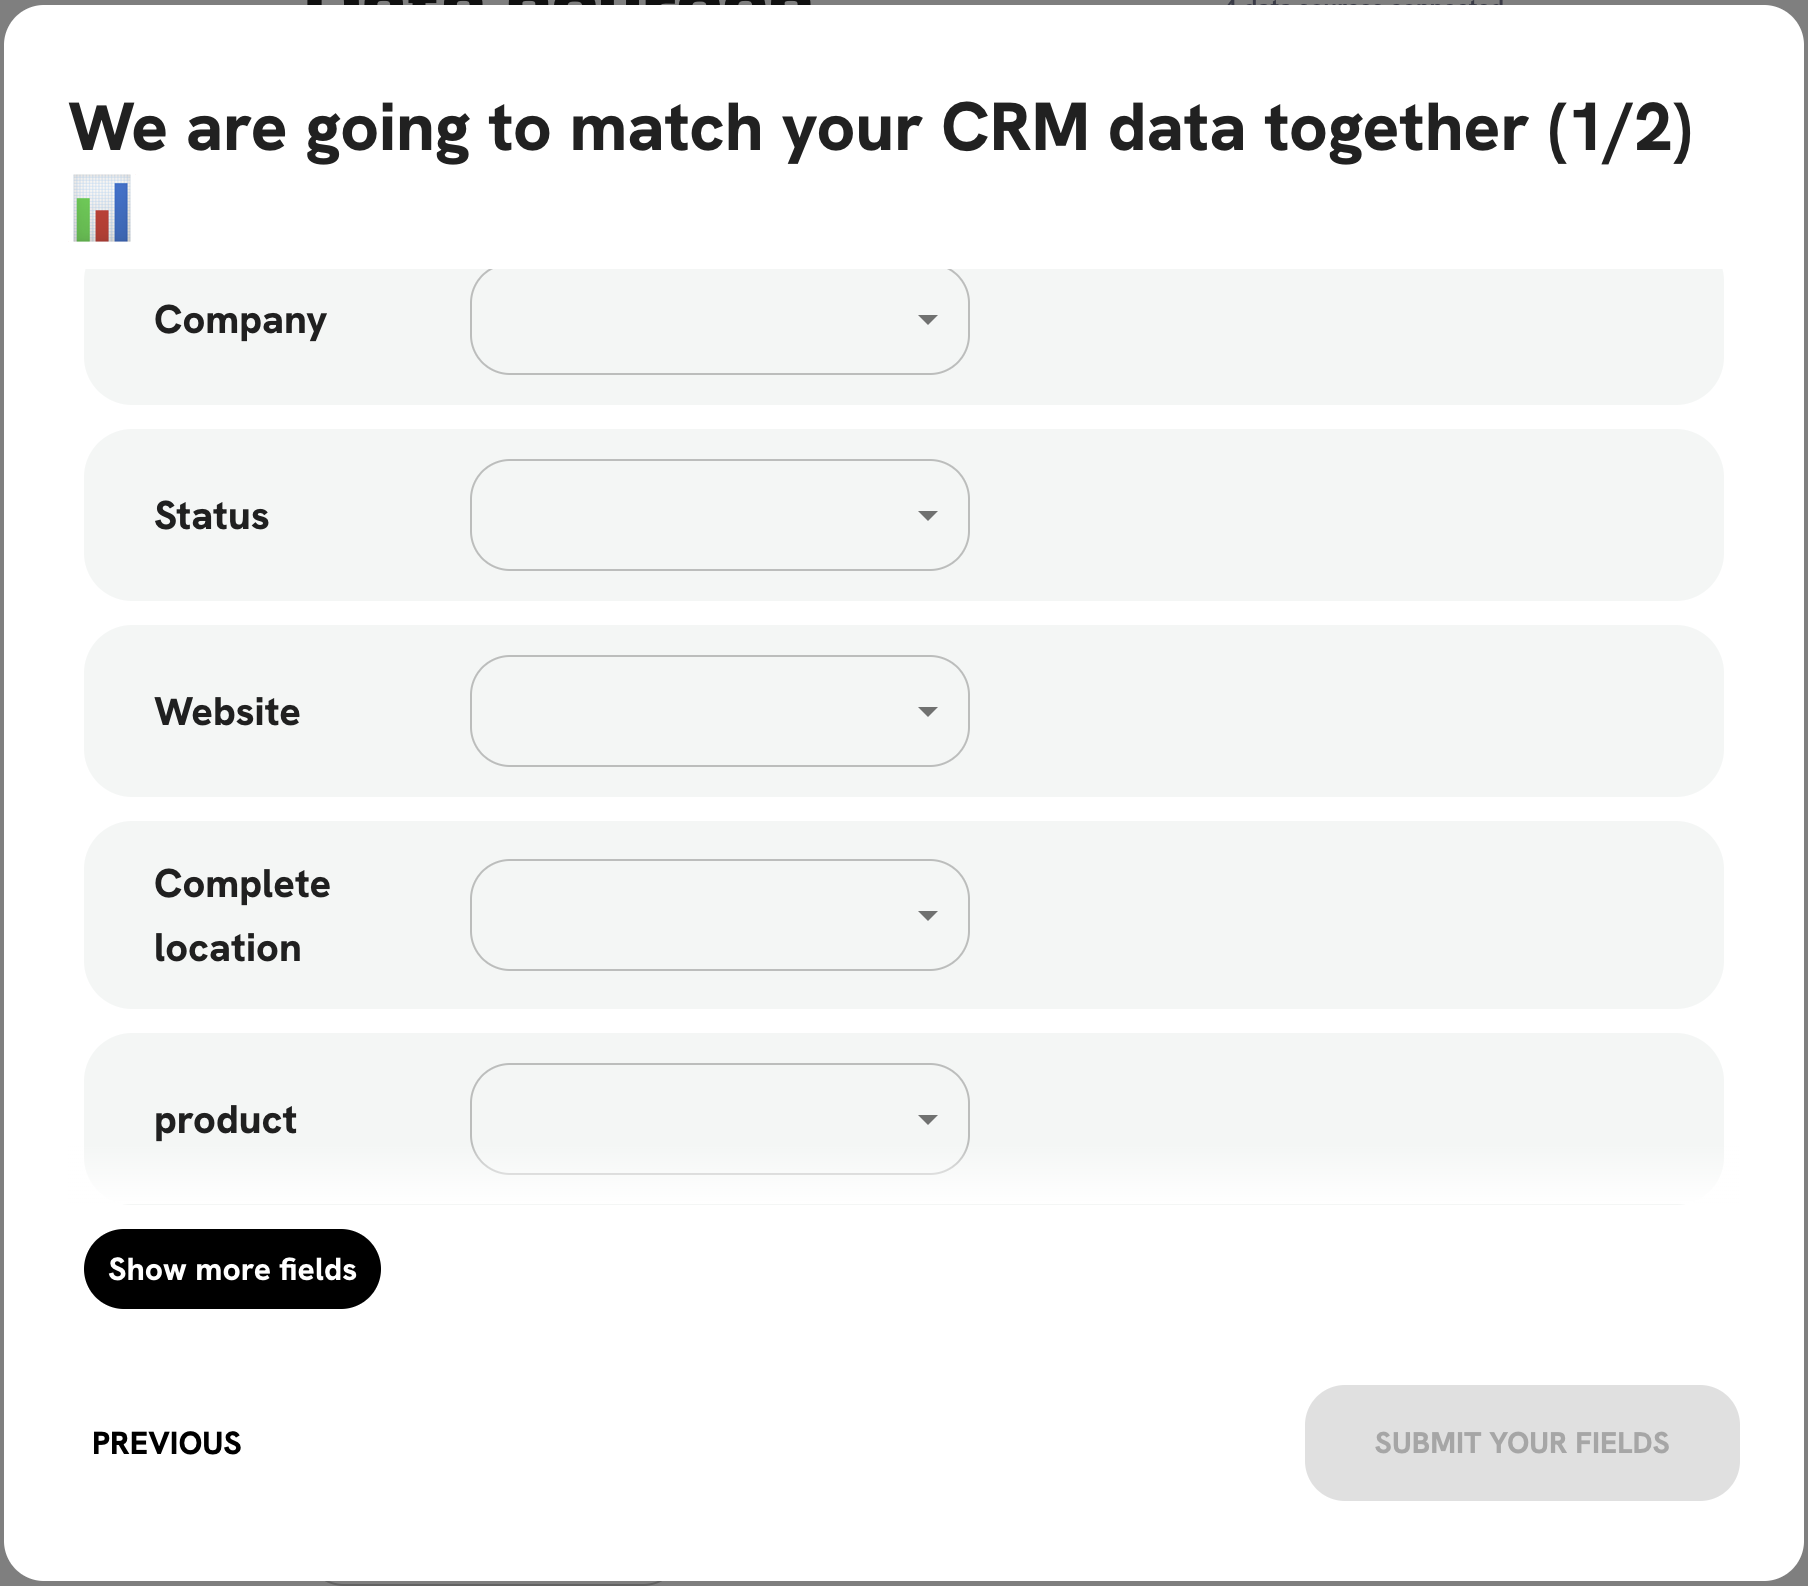 We are going to match your CRM data together (1/2)
📊
Company
Status
Website
Complete
location
product
Show more fields
PREVIOUS
SUBMIT YOUR FIELDS